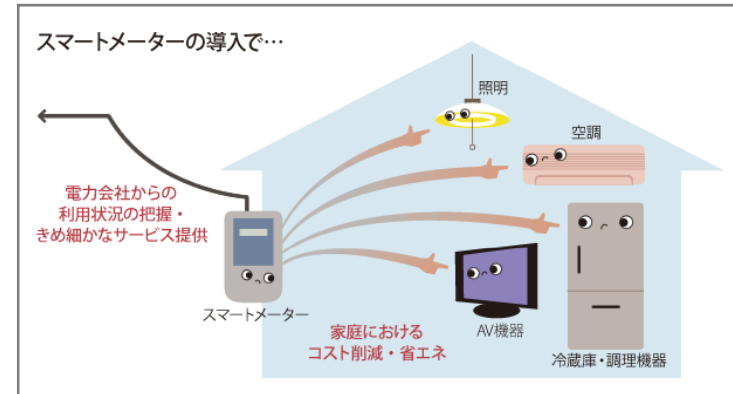 スマートメーターの導入で…
照明
空調
電力会社からの
利用状況の把握・
きめ細かなサービス提供
スマートメーター
家庭における
コスト削減・省エネ
AV機器
冷蔵庫・調理機器